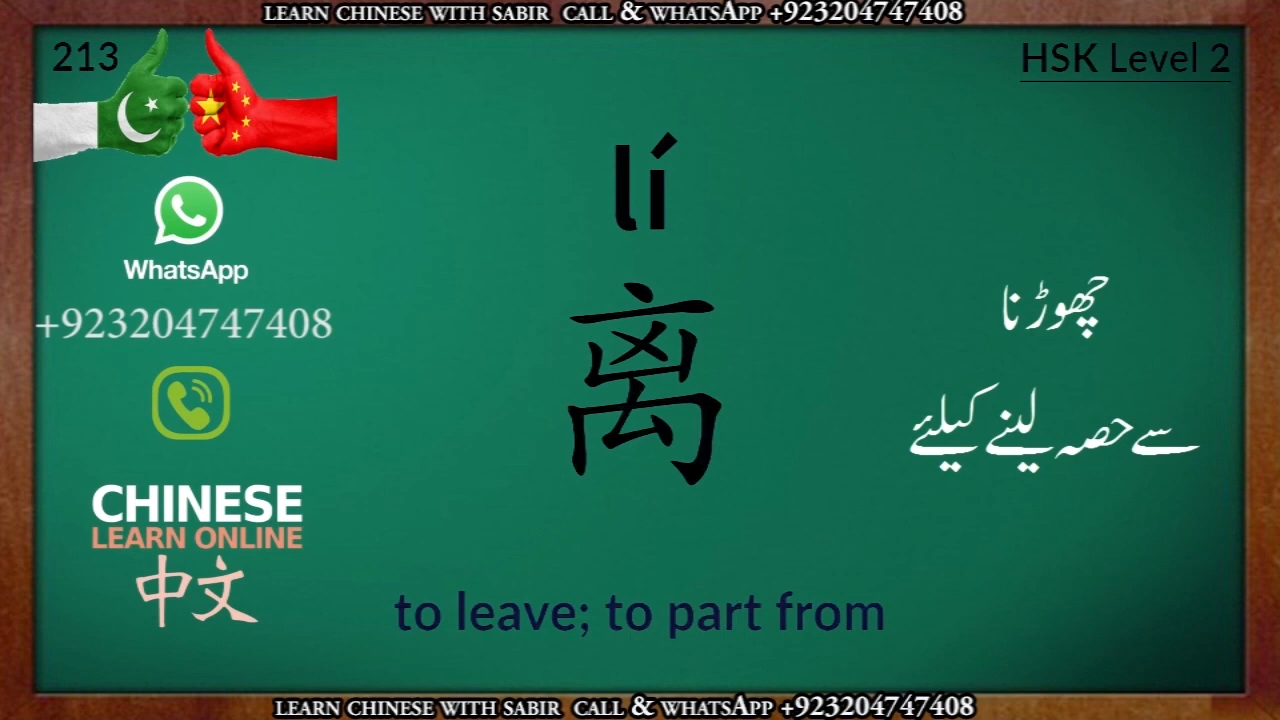 LEARN CHINESE WITH SABIR CALL & WHATSAPP +923204747408
213
HSK Level 2
lí
WhatsApp
离
چھوڑنا
+923204747408
سے حصہ لینے کیلئے
CHINESE
LEARN ONLINE
中文
to leave; to part from
LEARN CHINESE WITH SABIR CALL & WHATSAPP +923204747408